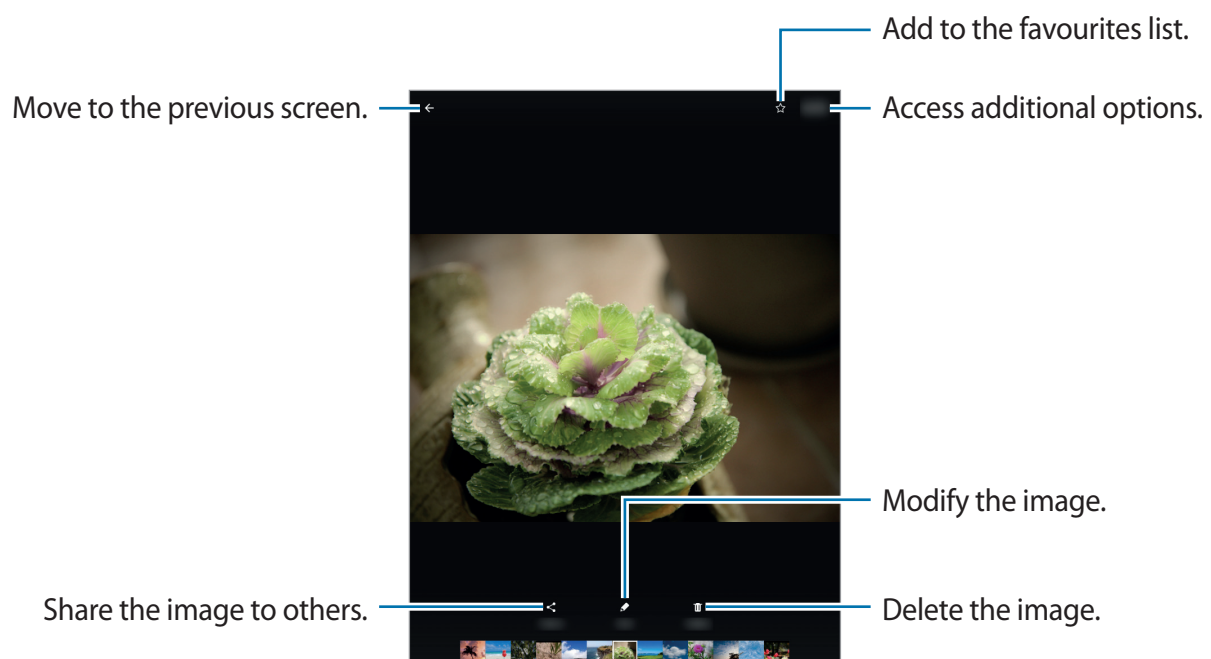 Add to the favourites list.
Move to the previous screen.
Access additional options.
Modify the image.
Share the image to others.
Delete the image.